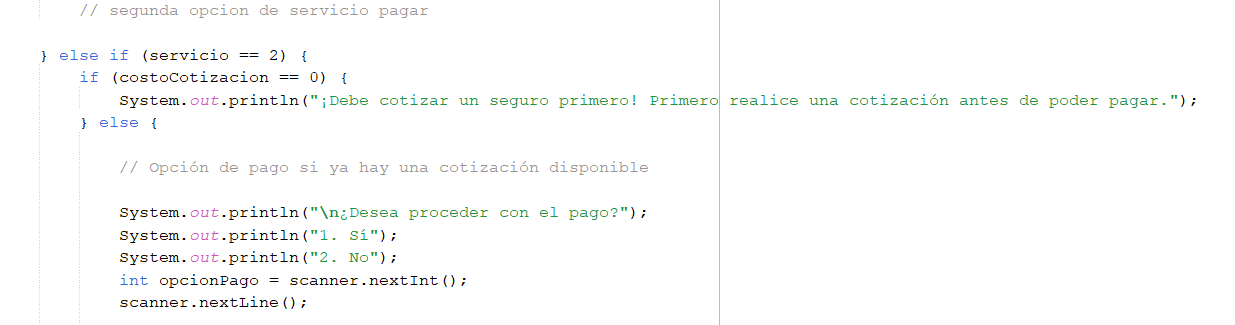 // segunda opcion de servicio pagar
} else if (servicio == 2) {
if (costoCotizacion == 0) {
System.out.println("¡Debe cotizar un seguro primero! Primero realice una cotización antes de poder pagar.");
} else {
// Opción de pago si ya hay una cotización disponible
System.out.println("\n¿Desea proceder con el pago?");
System.out.println("1. Sí");
System.out.println("2. No");
int opcionPago = scanner.nextInt();
scanner.nextLine();